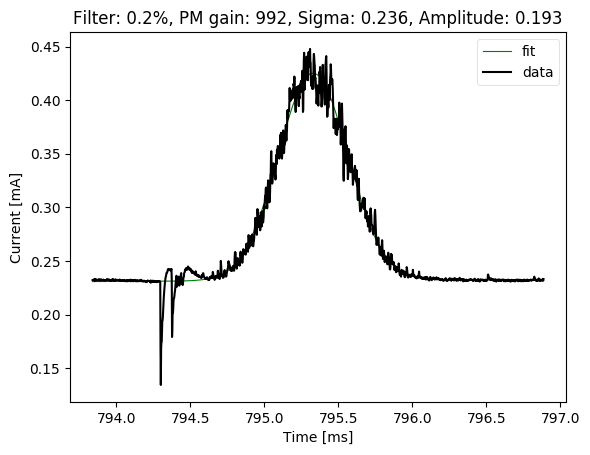 Filter: 0.2%, PM gain: 992, Sigma: 0.236, Amplitude: 0.193
fit
data
0.45
0.40
0.35
0.30
0.25
0.20
0.15
Current [mA]
794.0 794.5 795.0 795.5 796.0 796.5 797.0
Time [ms]